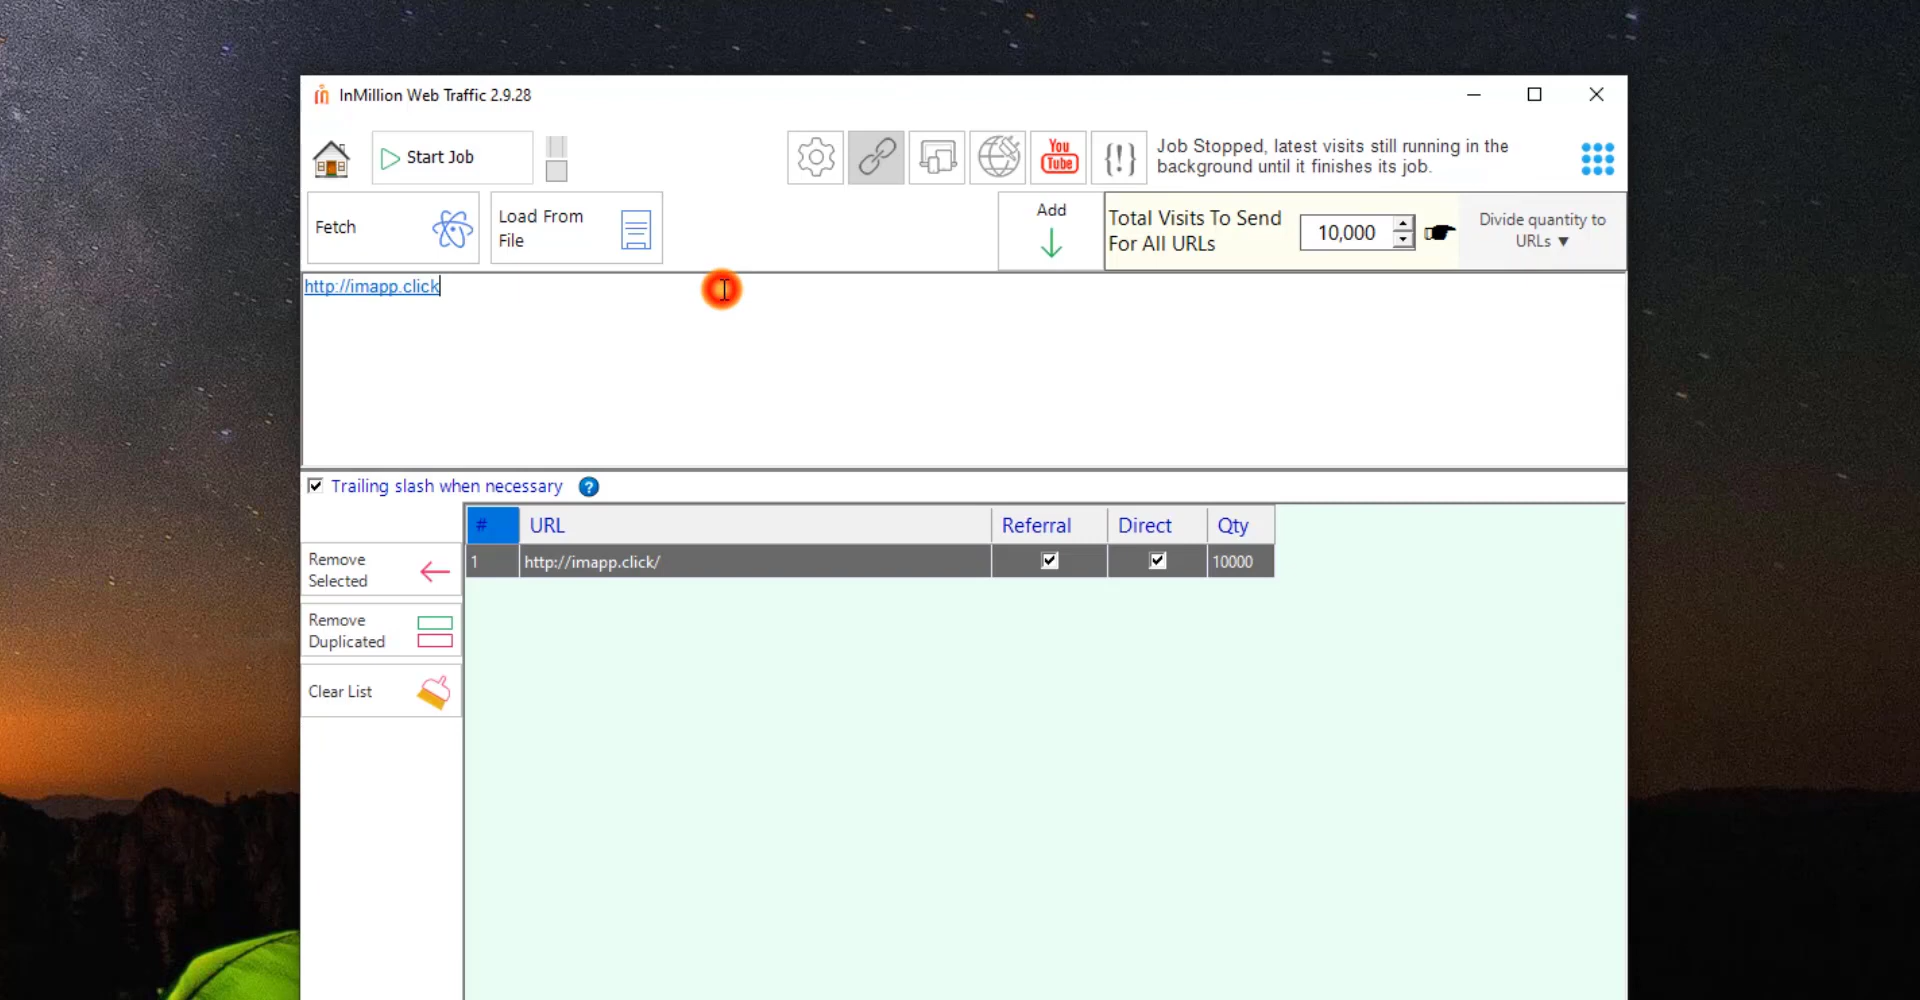 InMillion Web Traffic 2.9.28
Start Job
You
Tube
{!}
Job Stopped, latest visits still running in the
background until it finishes its job.
Fetch
Load From
File
Add
Total Visits To Send
For All URLs
10,000
Divide quantity to
URLs ▼
http://imapp.click
Trailing slash when necessary
?
# URL Referral Direct Qty
1 http://imapp.click/ 10000
Remove
Selected
Remove
Duplicated
Clear List